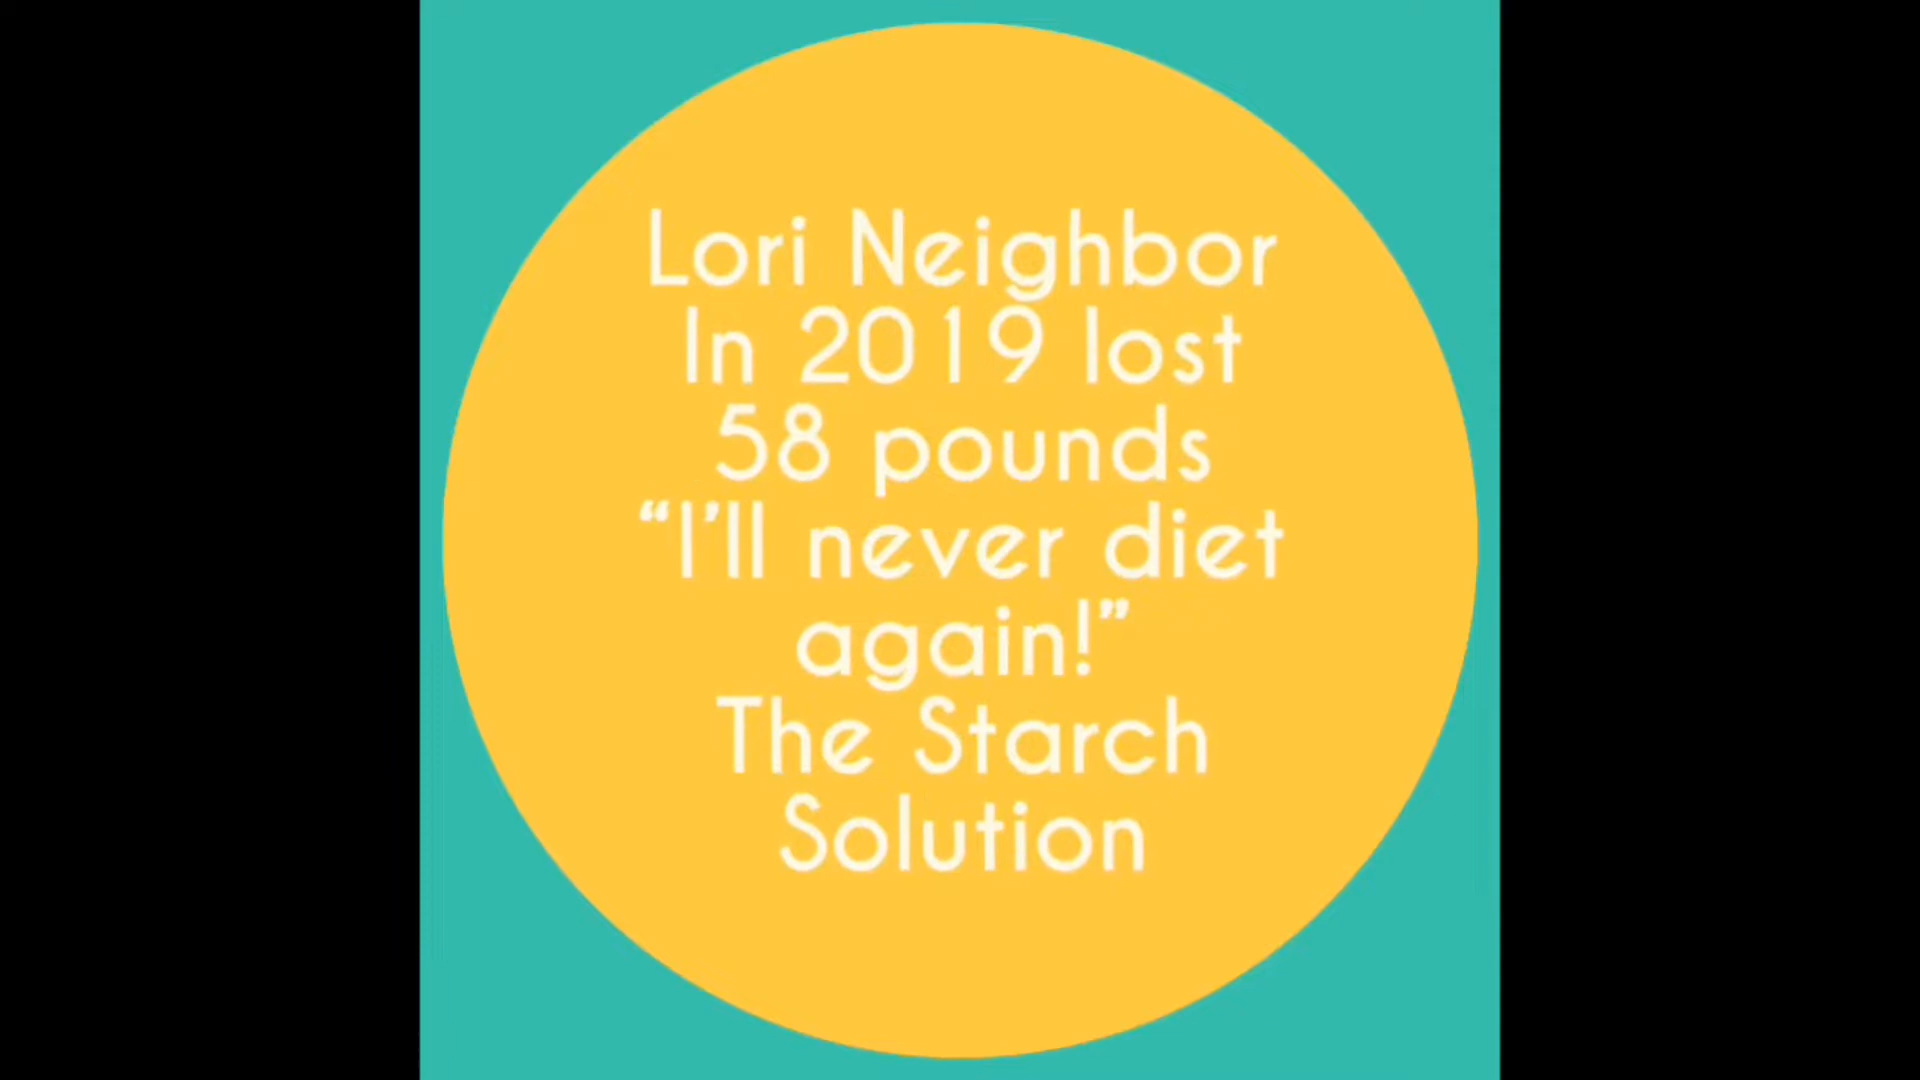 Lori Neighbor
In 2019 lost
58 pounds
“I’ll never diet
again!”
The Starch
Solution